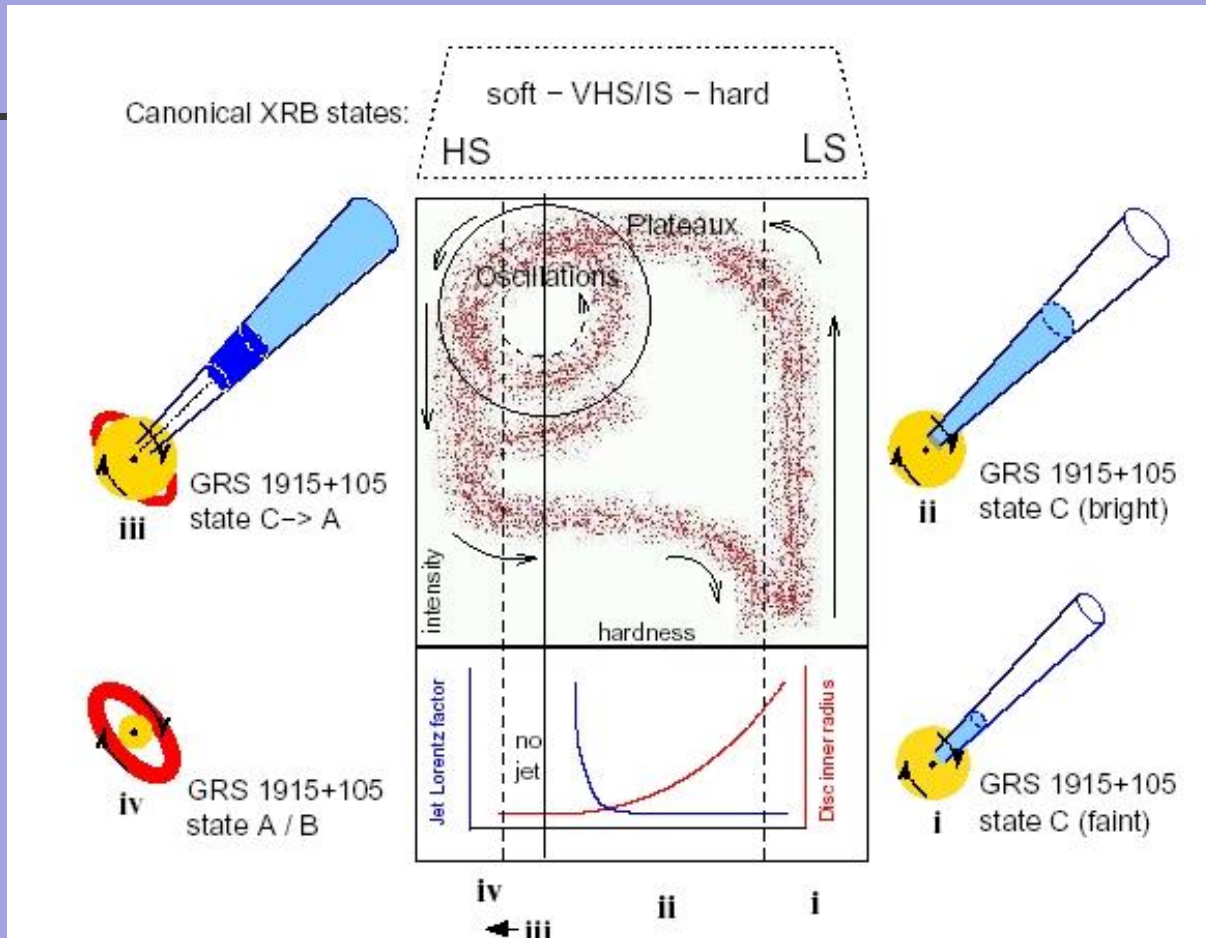 soft – VHS/IS – hard
Canonical XRB states:
HS
LS
Plateaux
Oscillations
GRS 1915+105
state C–> A
iii
GRS 1915+105
state C (bright)
ii
intensity
hardness
Jet Lorentz factor
no
jet
Disc inner radius
GRS 1915+105
state A / B
iv
GRS 1915+105
state C (faint)
i
iv
ii
i
iii